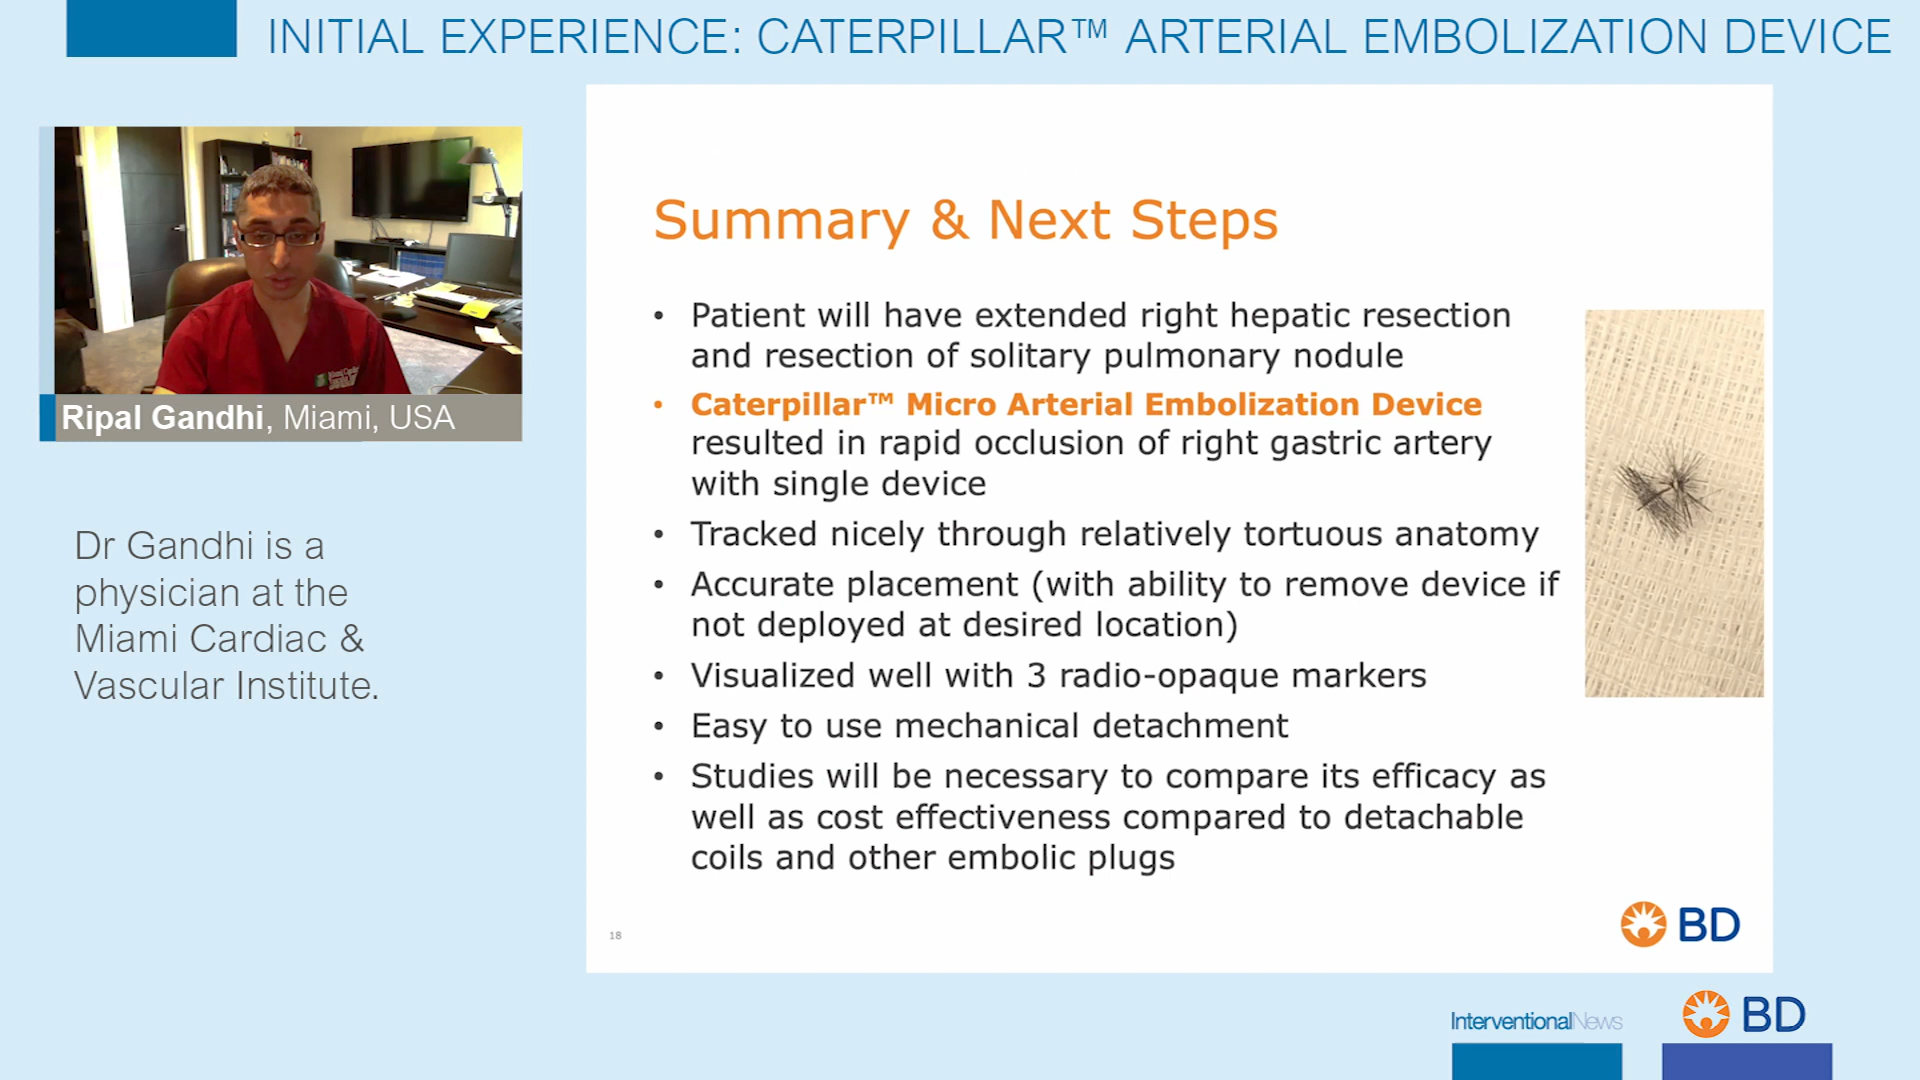 INITIAL EXPERIENCE: CATERPILLAR™ ARTERIAL EMBOLIZATION DEVICE
Ripal Gandhi, Miami, USA
Dr Gandhi is a
physician at the
Miami Cardiac &
Vascular Institute.
Summary & Next Steps
• Patient will have extended right hepatic resection
and resection of solitary pulmonary nodule
• Caterpillar™ Micro Arterial Embolization Device
resulted in rapid occlusion of right gastric artery
with single device
• Tracked nicely through relatively tortuous anatomy
• Accurate placement (with ability to remove device if
not deployed at desired location)
• Visualized well with 3 radio-opaque markers
• Easy to use mechanical detachment
• Studies will be necessary to compare its efficacy as
well as cost effectiveness compared to detachable
coils and other embolic plugs
18
BD
InterventionalNews
BD